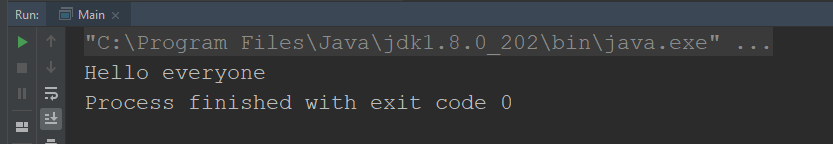 Run: Main ×
"C:\Program Files\Java\jdk1.8.0_202\bin\java.exe" ...
Hello everyone
Process finished with exit code 0